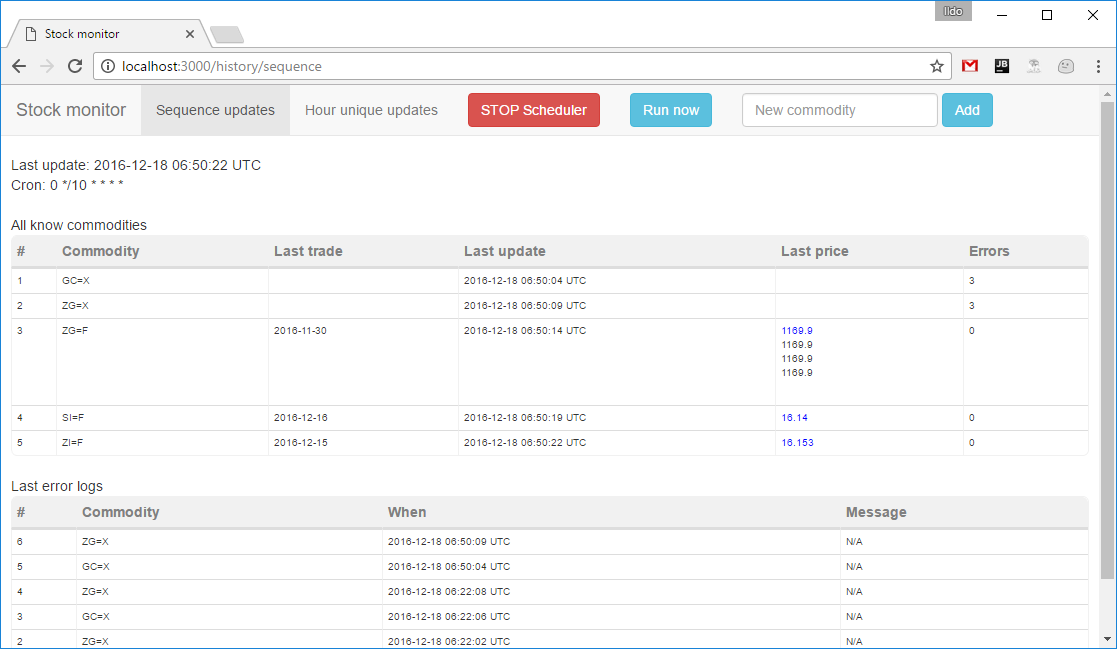 lldo
Stock monitor
localhost:3000/history/sequence
JB
Stock monitor Sequence updates Hour unique updates STOP Scheduler Run now New commodity Add
Last update: 2016-12-18 06:50:22 UTC
Cron: 0 */10 * * * *
All know commodities
# Commodity Last trade Last update Last price Errors
1 GC=X 2016-12-18 06:50:04 UTC 3
2 ZG=X 2016-12-18 06:50:09 UTC 3
3 ZG=F 2016-11-30 2016-12-18 06:50:14 UTC 1169.9 0
1169.9
1169.9
1169.9
4 SI=F 2016-12-16 2016-12-18 06:50:19 UTC 16.14 0
5 ZI=F 2016-12-15 2016-12-18 06:50:22 UTC 16.153 0
Last error logs
# Commodity When Message
6 ZG=X 2016-12-18 06:50:09 UTC N/A
5 GC=X 2016-12-18 06:50:04 UTC N/A
4 ZG=X 2016-12-18 06:22:08 UTC N/A
3 GC=X 2016-12-18 06:22:06 UTC N/A
2 ZG=X 2016-12-18 06:22:02 UTC N/A